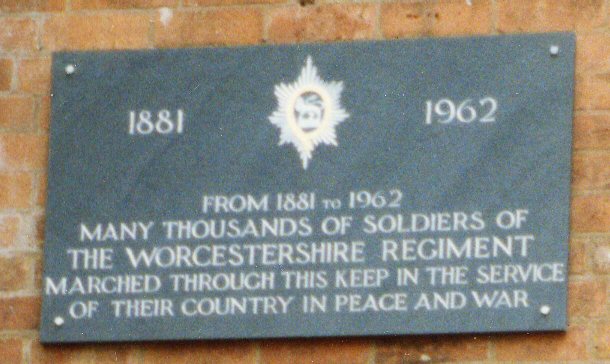 1881 1962
FROM 1881 TO 1962
MANY THOUSANDS OF SOLDIERS OF
THE WORCESTERSHIRE REGIMENT
MARCHED THROUGH THIS KEEP IN THE SERVICE
OF THEIR COUNTRY IN PEACE AND WAR